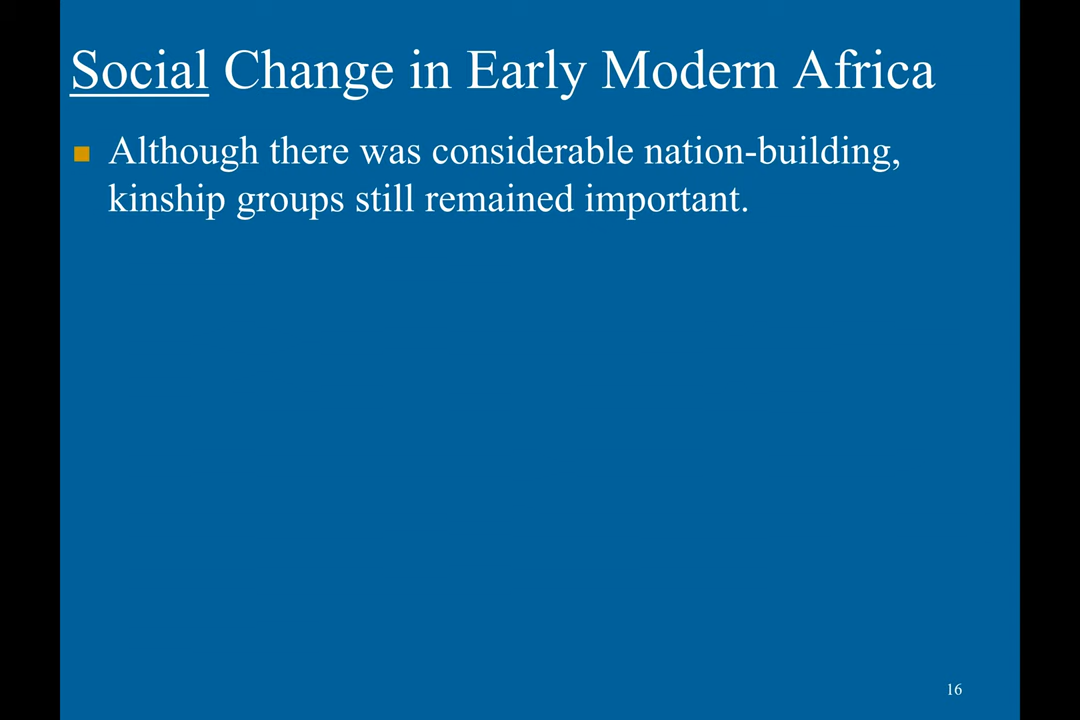 Social Change in Early Modern Africa
Although there was considerable nation-building,
kinship groups still remained important.
16